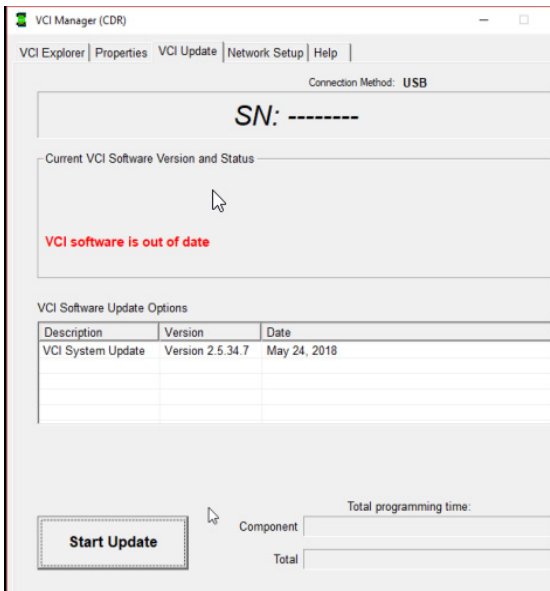 VCI Manager (CDR)
VCI Explorer Properties VCI Update Network Setup Help
Connection Method: USB
SN: --------
Current VCI Software Version and Status
VCI software is out of date
VCI Software Update Options
Description Version Date
VCI System Update Version 2.5.34.7 May 24, 2018
Total programming time:
Component
Start Update
Total